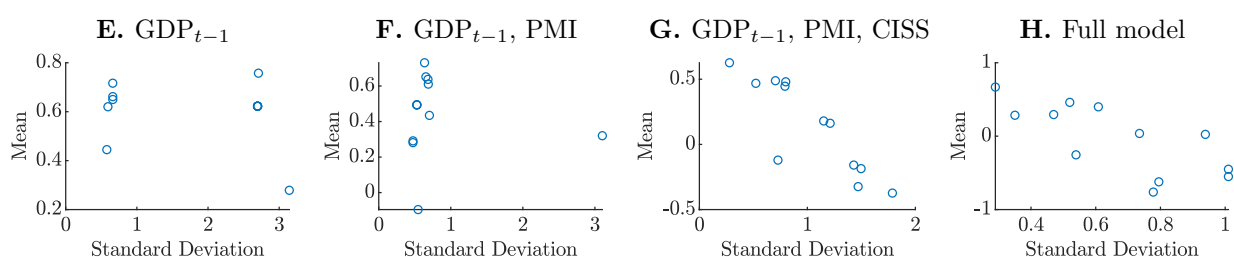 E. GDPt−1
0.8
0.6
0.4
0.2
Mean
0 1 2 3
Standard Deviation
F. GDPt−1, PMI
0.6
0.4
0.2
0
Mean
0 1 2 3
Standard Deviation
G. GDPt−1, PMI, CISS
0.5
0
-0.5
Mean
0 1 2
Standard Deviation
H. Full model
1
0
-1
Mean
0.4 0.6 0.8 1
Standard Deviation